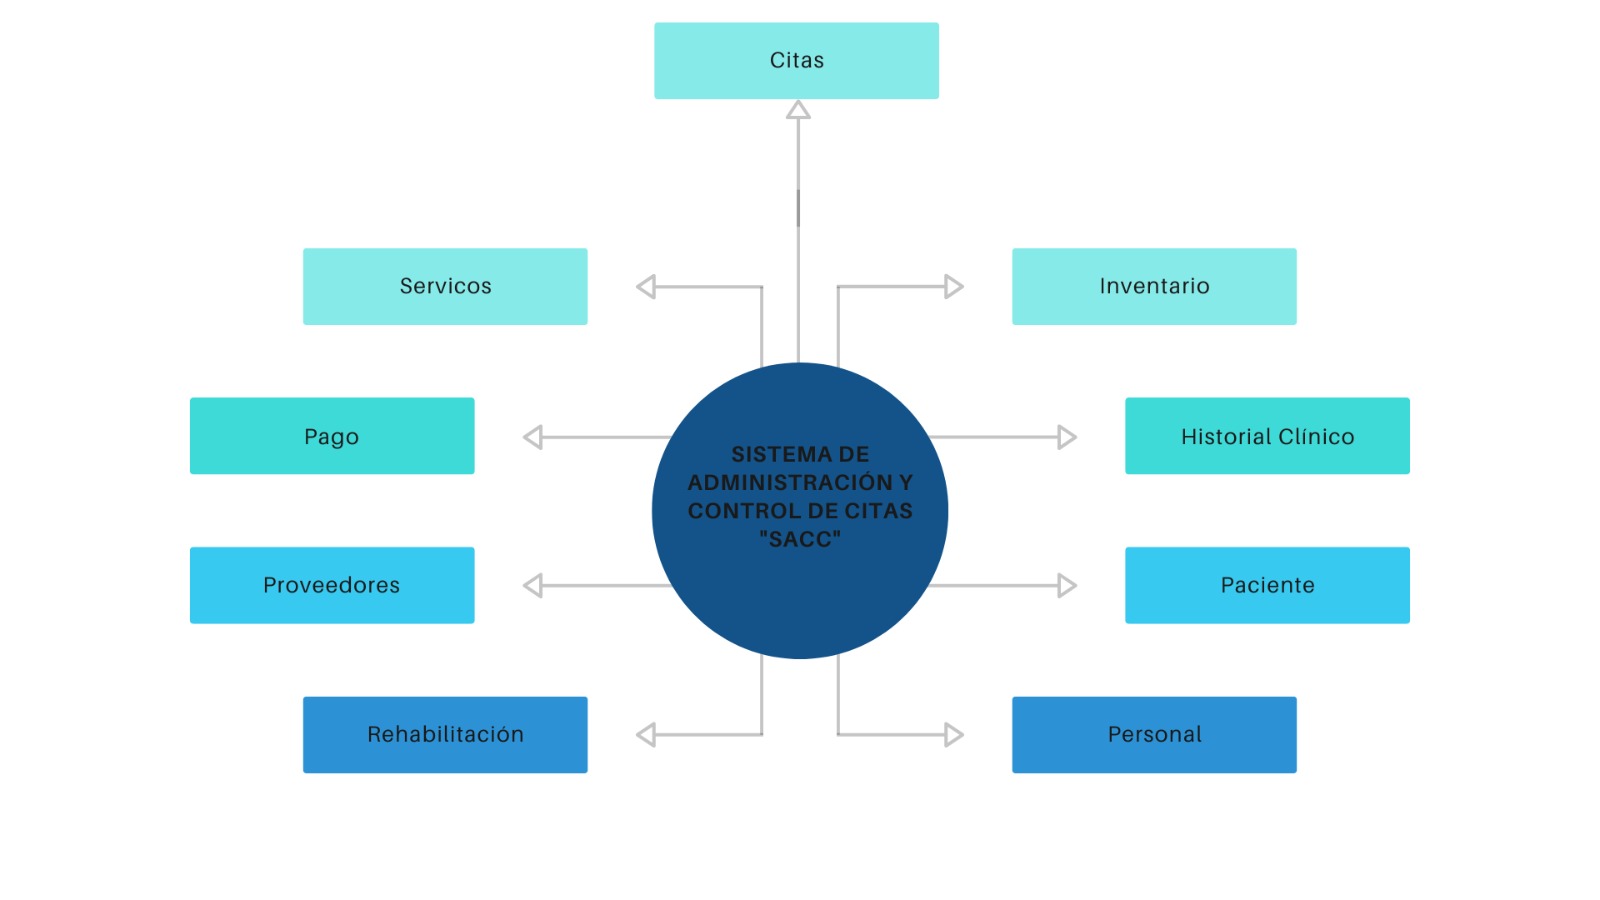 Citas
Servicos
Inventario
Pago
Historial Clínico
SISTEMA DE
ADMINISTRACIÓN Y
CONTROL DE CITAS
"SACC"
Proveedores
Paciente
Rehabilitación
Personal